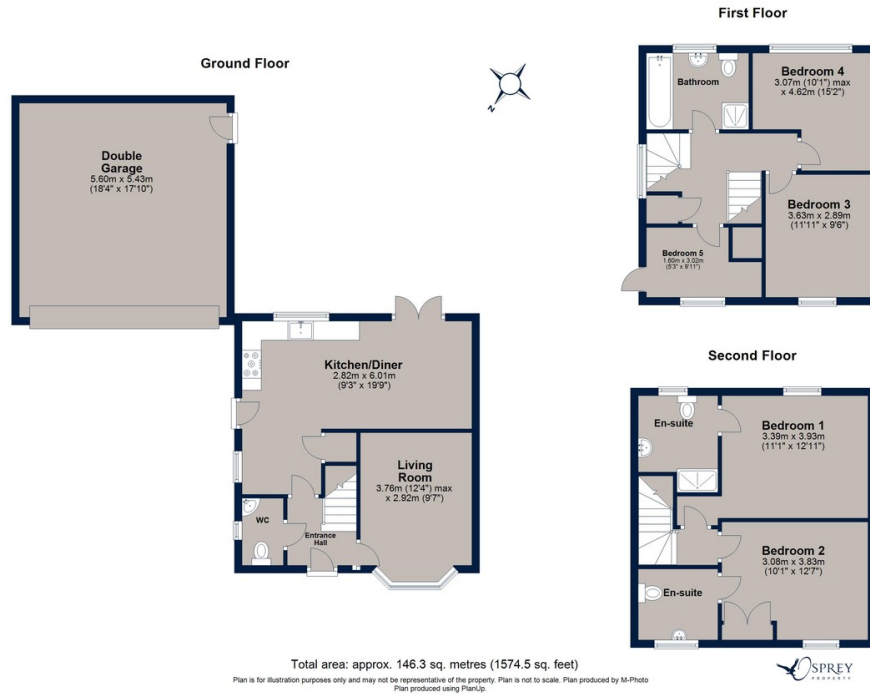 First Floor
Ground Floor
N
Double
Garage
5.60m x 5.43m
(18'4" x 17'10")
Kitchen/Diner
2.82m x 6.01m
(9'3" x 19'9")
Living
Room
3.76m (12'4") max
x 2.92m (9'7")
WC
Entrance
Hall
Bathroom
Bedroom 4
3.07m (10'1") max
x 4.62m (15'2")
Bedroom 3
3.63m x 2.89m
(11'11" x 9'6")
Bedroom 5
1.60m x 3.02m
(5'3" x 9'11")
Second Floor
En-suite
Bedroom 1
3.39m x 3.93m
(11'1" x 12'11")
Bedroom 2
3.08m x 3.83m
(10'1" x 12'7")
En-suite
Total area: approx. 146.3 sq. metres (1574.5 sq. feet)
Plan is for illustration purposes only and may not be representative of the property. Plan is not to scale. Plan produced by M-Photo
Plan produced using PlanUp.
OSPREY
PROPERTY